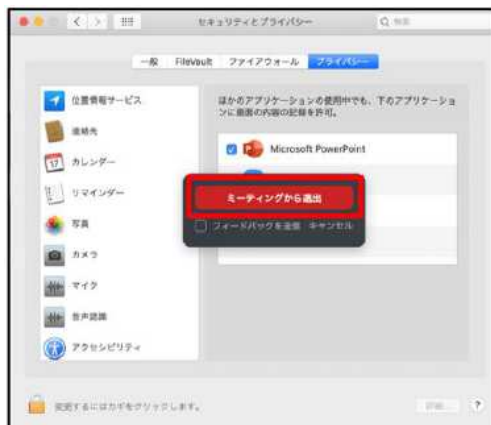 セキュリティとプライバシー
検索
一般 FileVault ファイアウォール プライバシー
位置情報サービス
連絡先
カレンダー
リマインダー
写真
カメラ
マイク
音声認識
アクセシビリティ
ほかのアプリケーションの使用中でも、下のアプリケーショ
ンに画面の内容の記録を許可。
Microsoft PowerPoint
ミーティングから退出
フィードバックを送信 キャンセル
変更するにはカギをクリックします。
詳細...
?